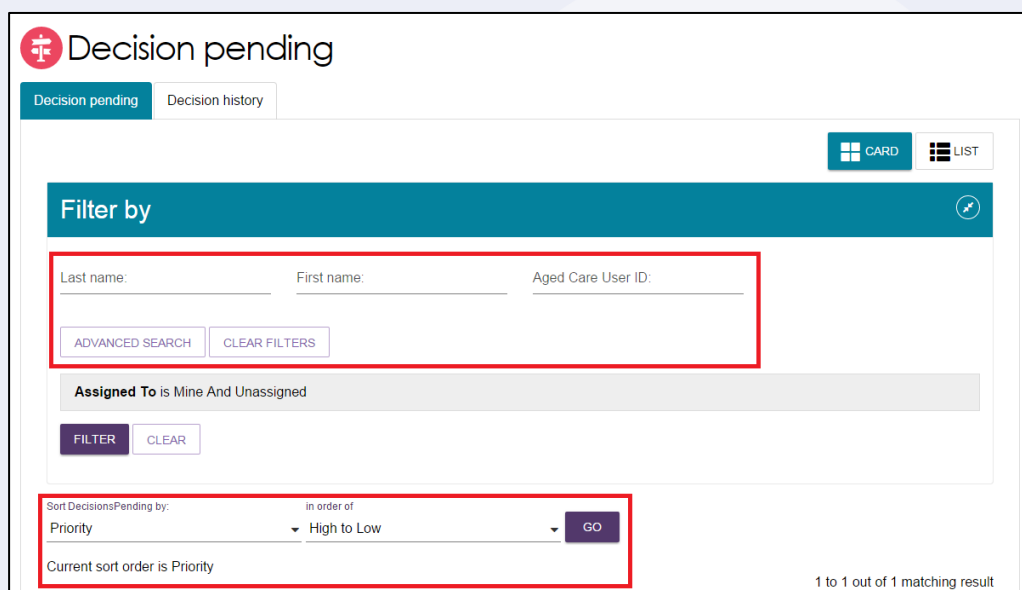 Decision pending
Decision pending Decision history
CARD LIST
Filter by
Last name: First name: Aged Care User ID:
ADVANCED SEARCH CLEAR FILTERS
Assigned To is Mine And Unassigned
FILTER CLEAR
Sort DecisionsPending by: in order of
Priority High to Low GO
Current sort order is Priority
1 to 1 out of 1 matching result